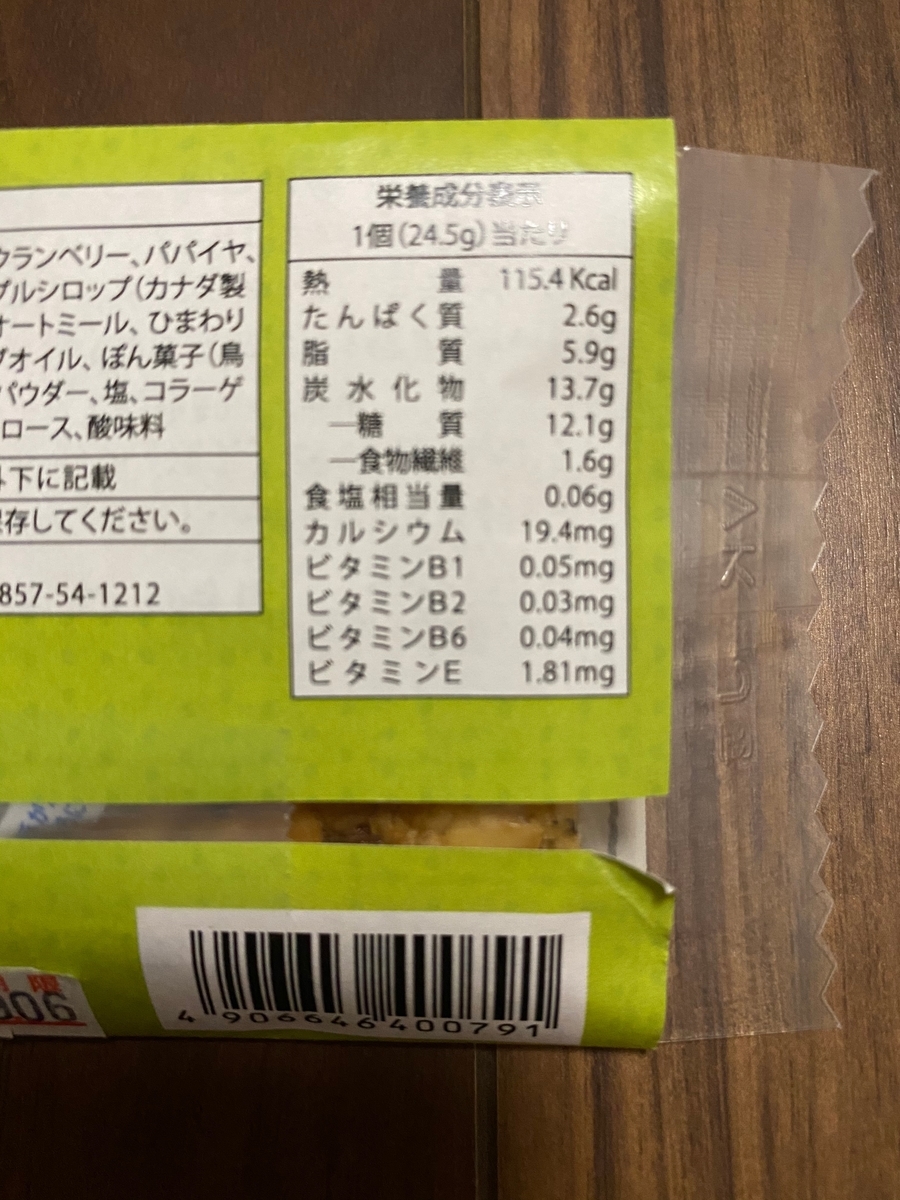 クランベリー、パパイヤ、
プルシロップ(カナダ製
オートミール、ひまわり
ブオイル、ぽん菓子(鳥
パウダー、塩、コラーゲ
ロース、酸味料
下に記載
保存してください。
857-54-1212
栄養成分表示
1個(24.5g)当たり
熱量 115.4 Kcal
たんぱく質 2.6g
脂質 5.9g
炭水化物 13.7g
―糖質 12.1g
―食物繊維 1.6g
食塩相当量 0.06g
カルシウム 19.4mg
ビタミンB1 0.05mg
ビタミンB2 0.03mg
ビタミンB6 0.04mg
ビタミンE 1.81mg
限
906
4 906646 400791